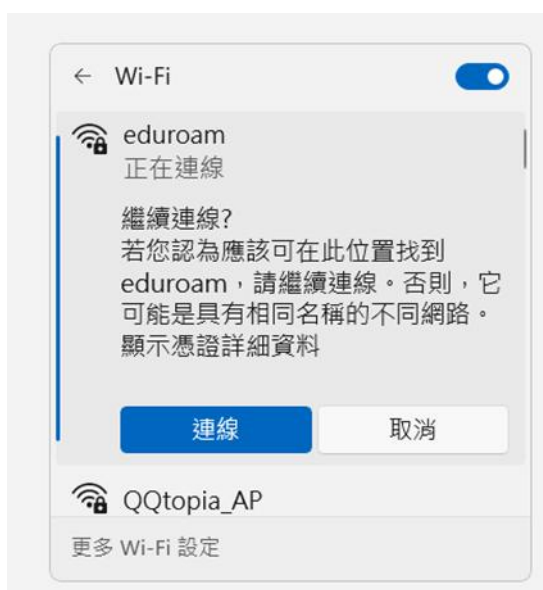 ← Wi-Fi
eduroam
正在連線
繼續連線?
若您認為應該可在此位置找到
eduroam，請繼續連線。否則，它
可能是具有相同名稱的不同網路。
顯示憑證詳細資料
連線 取消
QQtopia_AP
更多 Wi-Fi 設定